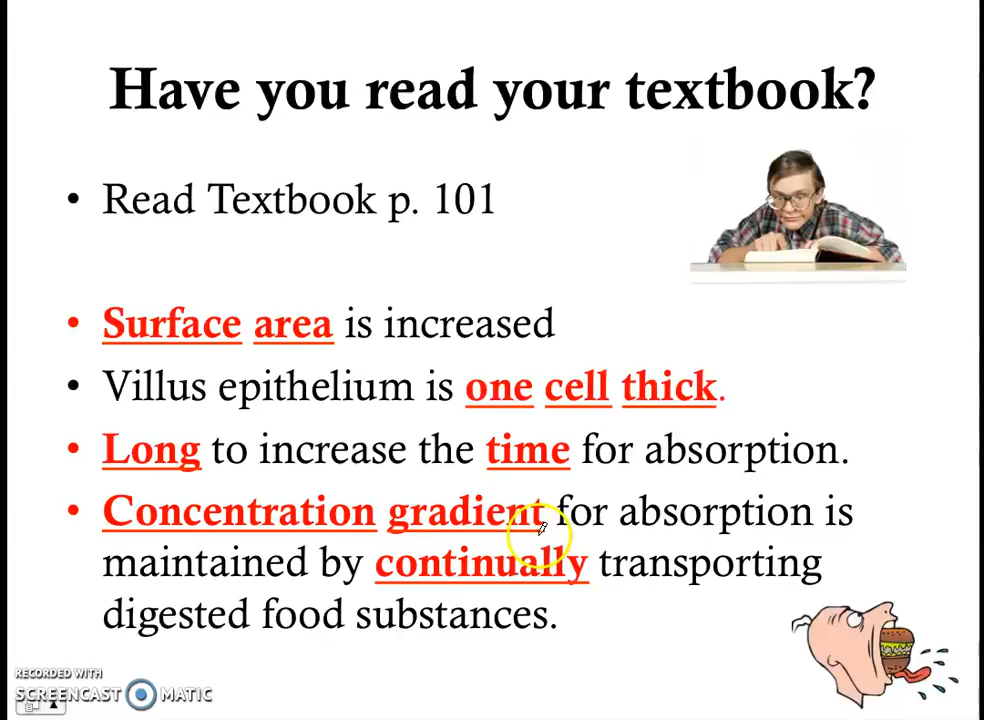 Have you read your textbook?
• Read Textbook p. 101
• Surface area is increased
• Villus epithelium is one cell thick.
• Long to increase the time for absorption.
• Concentration gradient for absorption is
maintained by continually transporting
digested food substances.
RECORDED WITH
SCREENCAST MATIC